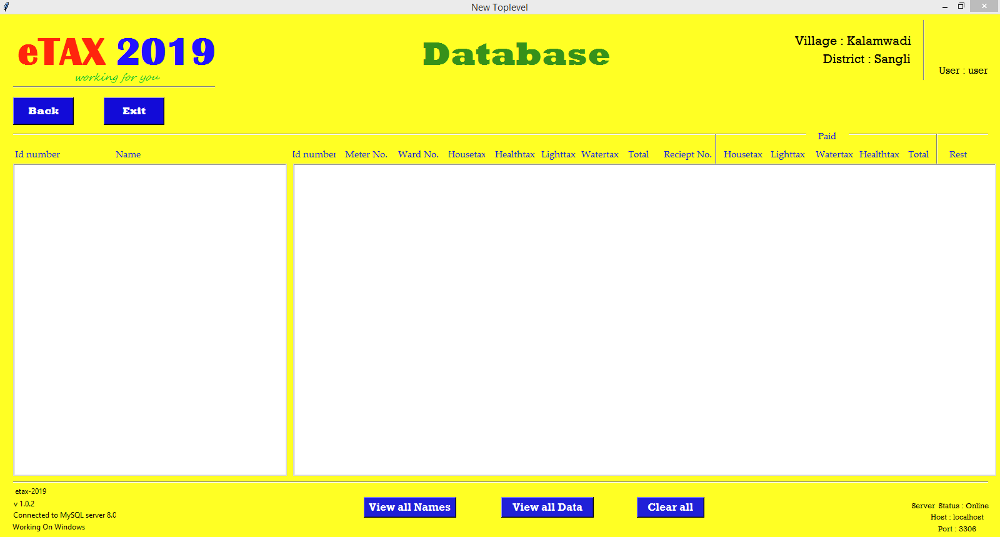 New Toplevel
eTAX 2019
working for you
Database
Village : Kalamwadi
District : Sangli
User : user
Back Exit
Paid
Id number Name Id number Meter No. Ward No. Housetax Healthtax Lighttax Watertax Total Reciept No. Housetax Lighttax Watertax Healthtax Total Rest
etax-2019
v 1.0.2
Connected to MySQL server 8.0
Working On Windows
View all Names View all Data Clear all
Server Status : Online
Host : localhost
Port : 3306